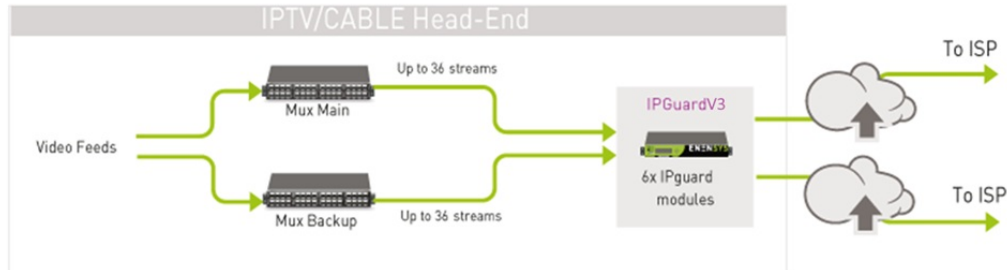 IPTV/CABLE Head-End
To ISP
Up to 36 streams
IPGuardV3
Mux Main
Video Feeds
ENENSYS
6x IPguard
modules
To ISP
Mux Backup
Up to 36 streams